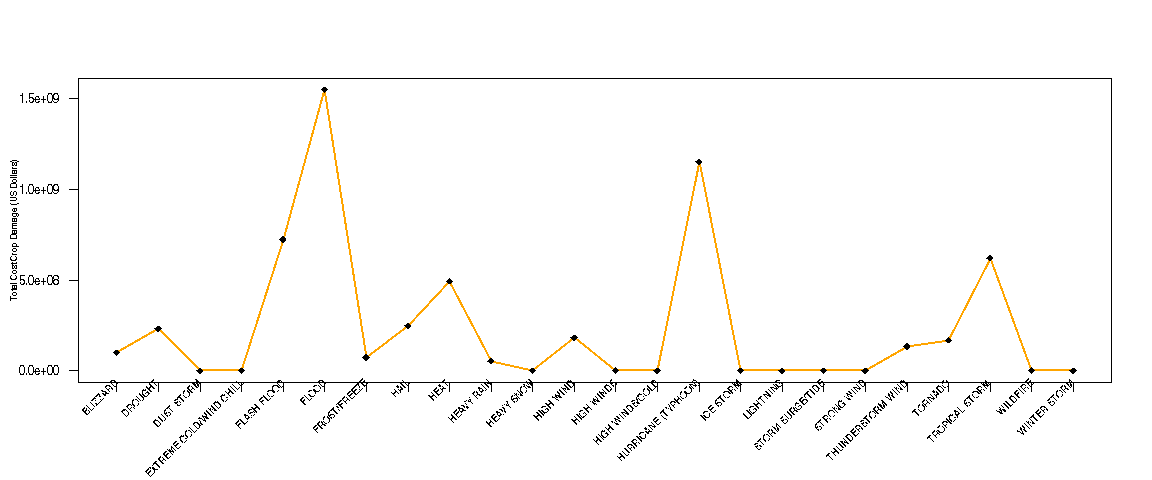 1.5e+09
1.0e+09
5.0e+08
0.0e+00
Total.CostCrop Damage (US Dollars)
BLIZZARD
DROUGHT
DUST STORM
EXTREME COLD/WIND CHILL
FLASH FLOOD
FLOOD
FROST/FREEZE
HAIL
HEAT
HEAVY RAIN
HEAVY SNOW
HIGH WIND
HIGH WINDS
HIGH WINDS/COLD
HURRICANE (TYPHOON)
ICE STORM
LIGHTNING
STORM SURGE/TIDE
STRONG WIND
THUNDERSTORM WIND
TORNADO
TROPICAL STORM
WILDFIRE
WINTER STORM